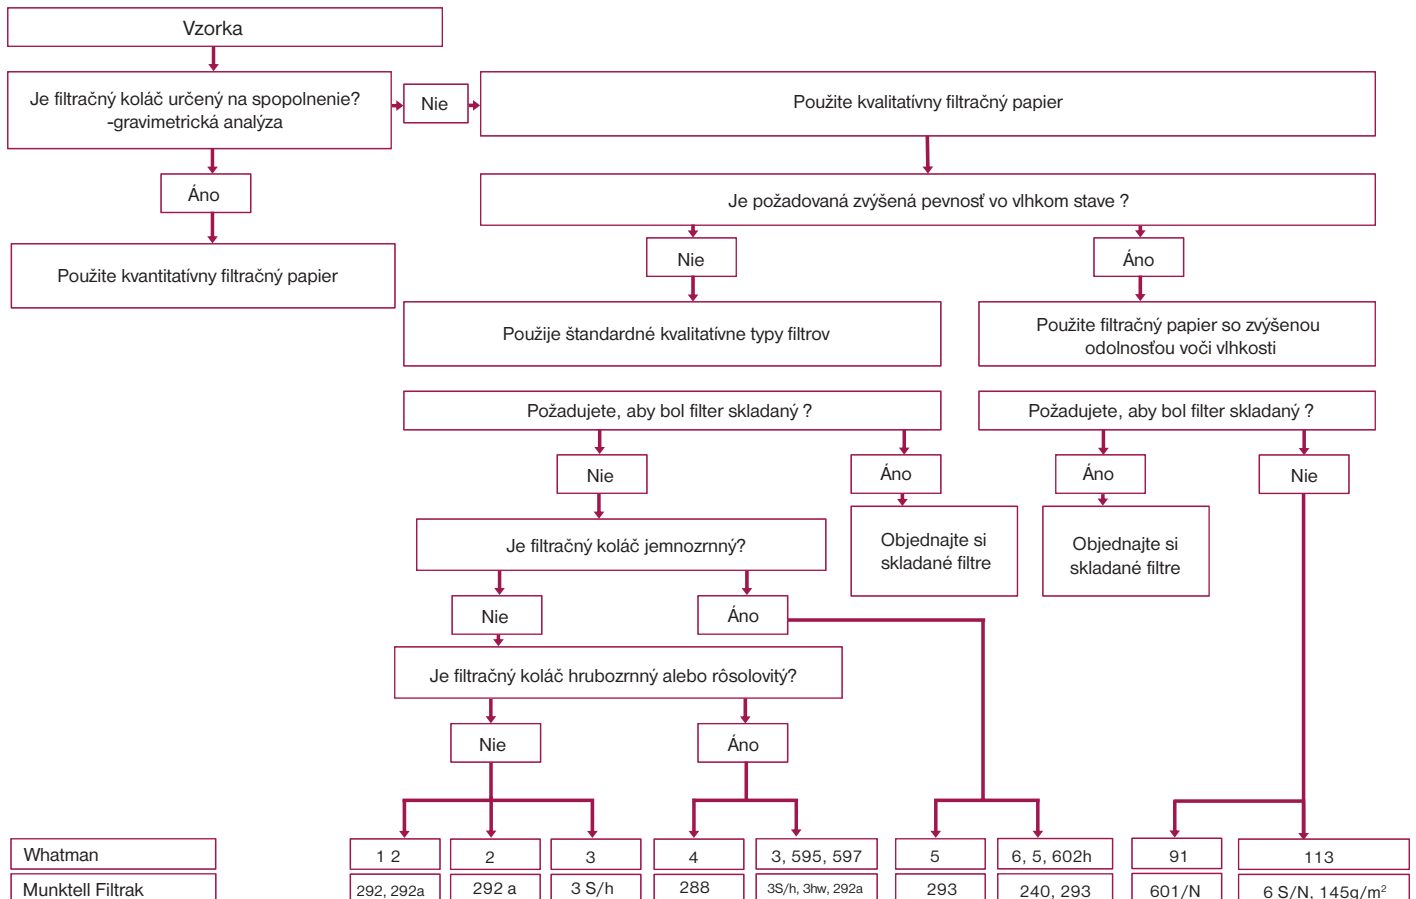 Vzorka
Je filtračný koláč určený na spopolnenie?
-gravimetrická analýza
Nie
Použite kvalitatívny filtračný papier
Áno
Je požadovaná zvýšená pevnosť vo vlhkom stave ?
Použite kvantitatívny filtračný papier
Nie
Áno
Použije štandardné kvalitatívne typy filtrov
Použite filtračný papier so zvýšenou
odolnosťou voči vlhkosti
Požadujete, aby bol filter skladaný ?
Požadujete, aby bol filter skladaný ?
Nie
Áno
Áno
Nie
Je filtračný koláč jemnozrnný?
Objednajte si
skladané filtre
Objednajte si
skladané filtre
Nie
Áno
Je filtračný koláč hrubozrnný alebo rôsolovitý?
Nie
Áno
Whatman
1 2
2
3
4
3, 595, 597
5
6, 5, 602h
91
113
Munktell Filtrak
292, 292a
292 a
3 S/h
288
3S/h, 3hw, 292a
293
240, 293
601/N
6 S/N, 145g/m²